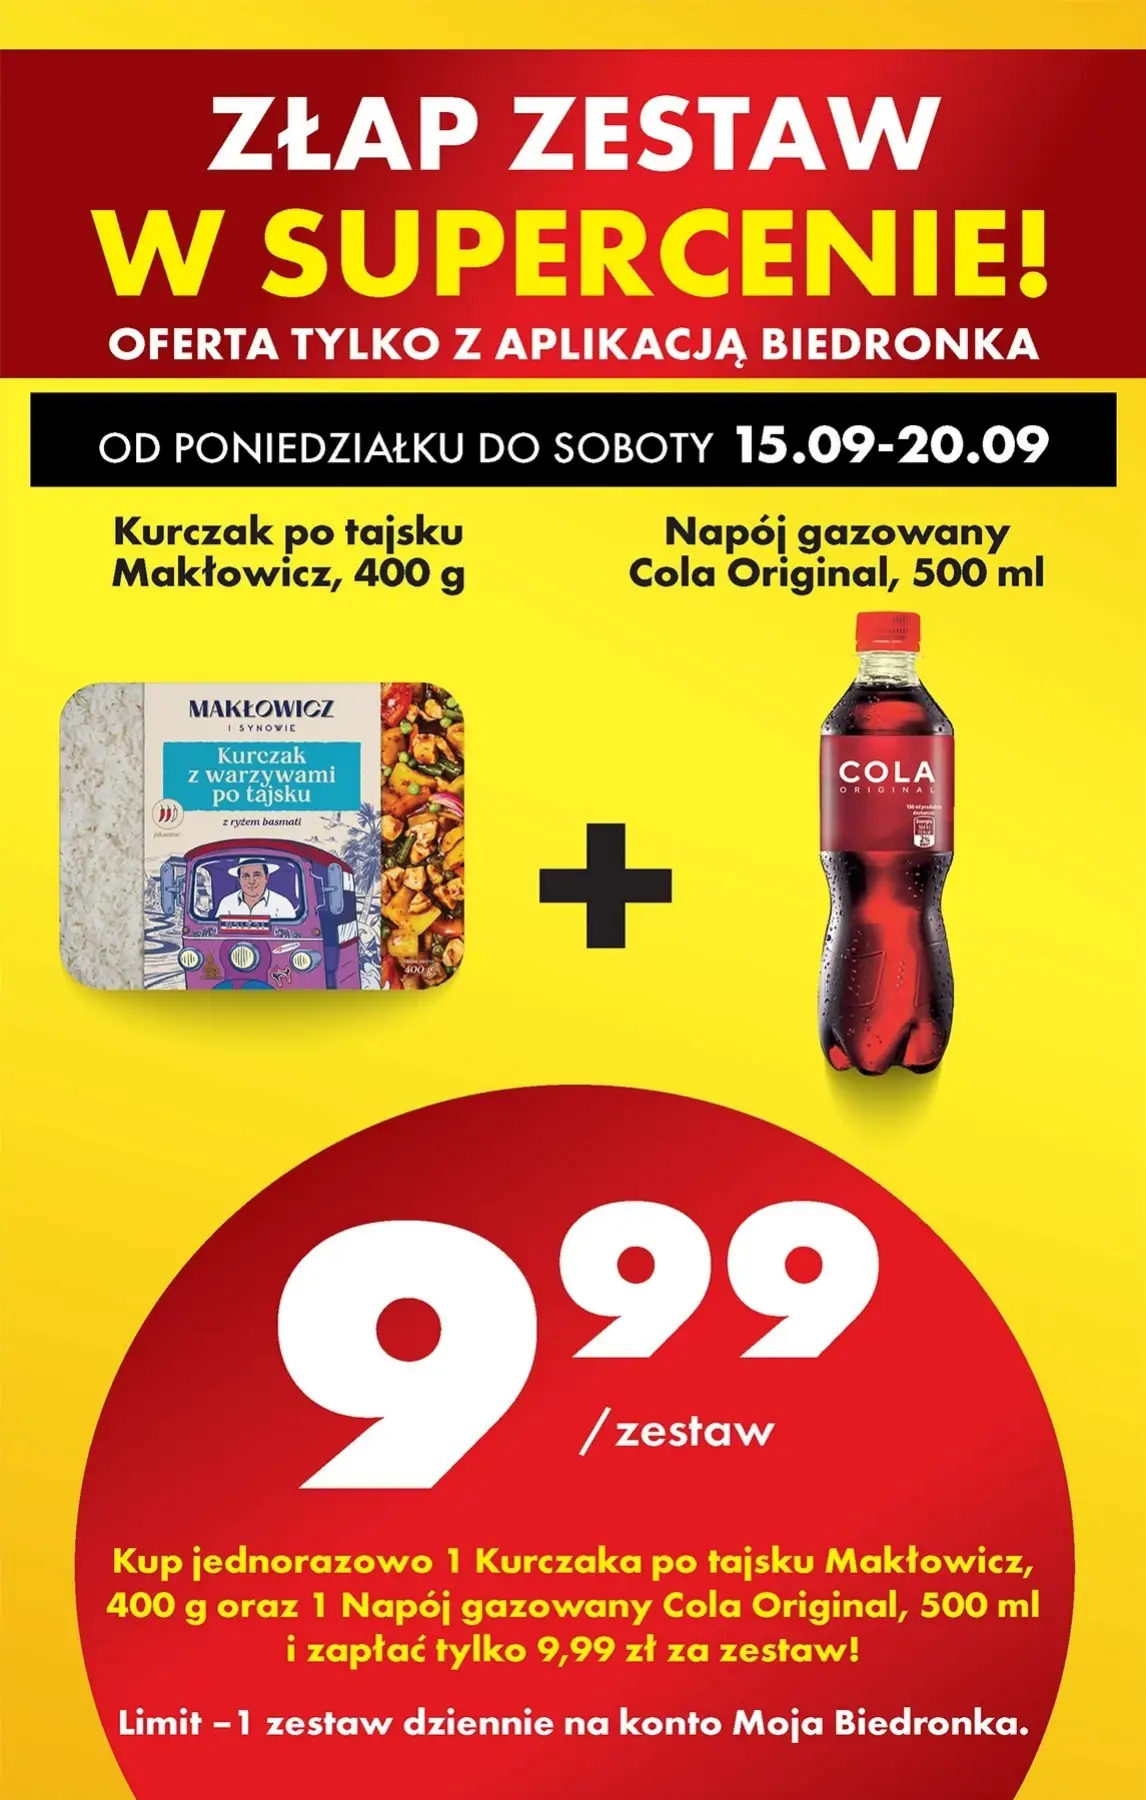 ZŁAP ZESTAW
W SUPERCENIE!
OFERTA TYLKO Z APLIKACJĄ BIEDRONKA
OD PONIEDZIAŁKU DO SOBOTY 15.09-20.09
Kurczak po tajsku
Makłowicz, 400 g
Napój gazowany
Cola Original, 500 ml
MAKŁOWICZ
I SYNOWIE
Kurczak
z warzywami
po tajsku
z ryżem basmati
pikantne
400 g
COLA
ORIGINAL
2%
+
9 99
/zestaw
Kup jednorazowo 1 Kurczaka po tajsku Makłowicz,
400 g oraz 1 Napój gazowany Cola Original, 500 ml
i zapłać tylko 9,99 zł za zestaw!
Limit – 1 zestaw dziennie na konto Moja Biedronka.